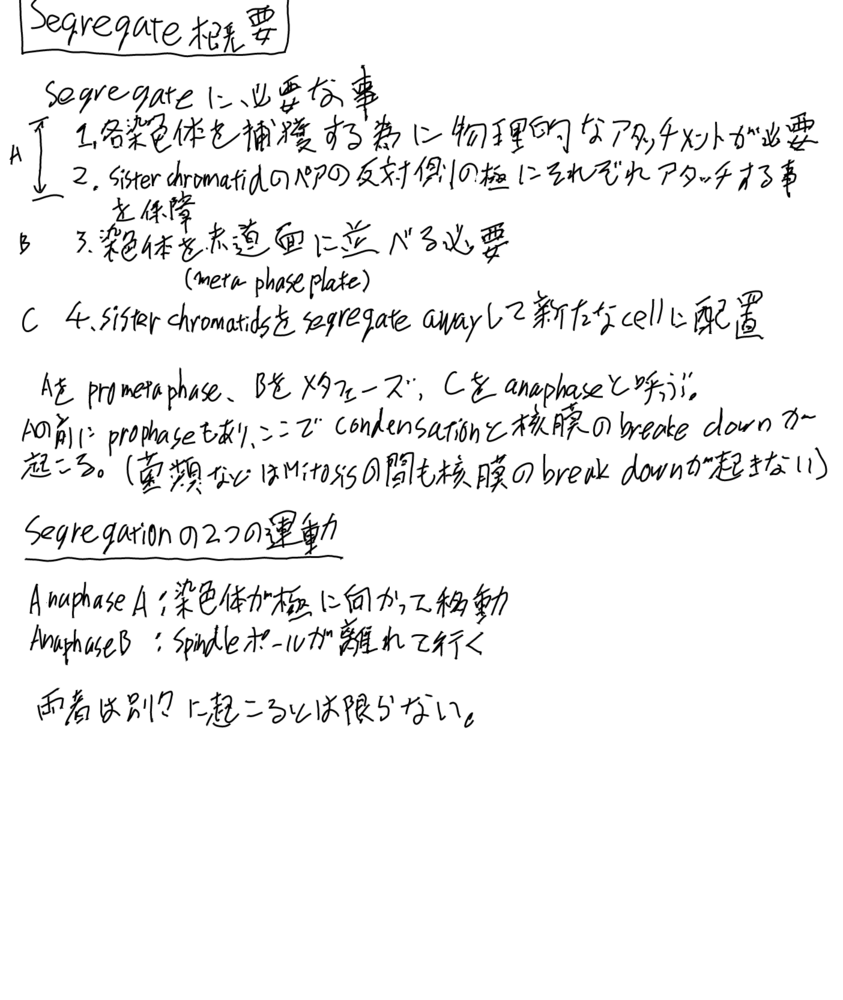 Segregate 概要
Segregateに必要な事
A 1. 各染色体を捕獲する為に物理的なアタッチメントが必要
2. sister chromatidのペアの反対側の極にそれぞれアタッチする事
を保障
B 3. 染色体を赤道面に並べる必要
(metaphase plate)
C 4. sister chromatidsをsegregate awayして新たなcellに配置
Aをprometaphase、Bをメタフェーズ、Cをanaphaseと呼ぶ。
Aの前にprophaseもあり、ここでcondensationと核膜のbreake downが
起こる。(菌類などはMitosisの間も核膜のbreak downが起きない)
Segregationの2つの運動
Anaphase A : 染色体が極に向かって移動
Anaphase B : Spindleポールが離れて行く
両者は別々に起こるとは限らない。